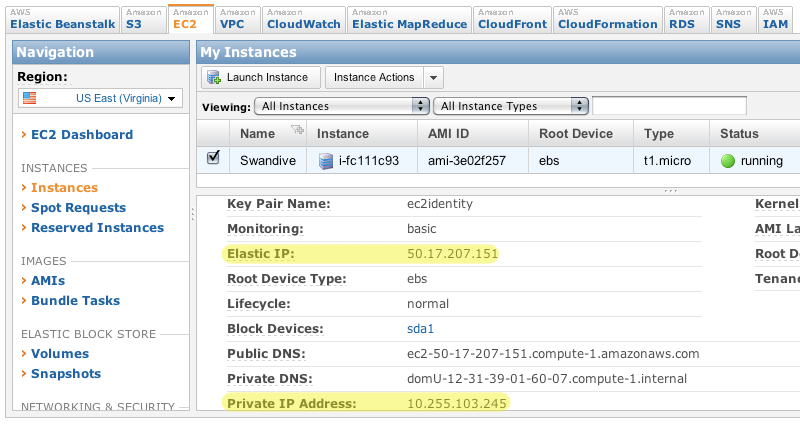 AWS Amazon Amazon Amazon Amazon Amazon Amazon AWS Amazon Amazon AWS
Elastic Beanstalk S3 EC2 VPC CloudWatch Elastic MapReduce CloudFront CloudFormation RDS SNS IAM
Navigation
Region:
US East (Virginia)
EC2 Dashboard
INSTANCES
Instances
Spot Requests
Reserved Instances
IMAGES
AMIs
Bundle Tasks
ELASTIC BLOCK STORE
Volumes
Snapshots
NETWORKING & SECURITY
My Instances
Launch Instance Instance Actions
Viewing: All Instances All Instance Types
Name Instance AMI ID Root Device Type Status
Swandive i-fc111c93 ami-3e02f257 ebs t1.micro running
Key Pair Name: ec2identity Kernel
Monitoring: basic AMI La
Elastic IP: 50.17.207.151 Root D
Root Device Type: ebs Tenanc
Lifecycle: normal
Block Devices: sda1
Public DNS: ec2-50-17-207-151.compute-1.amazonaws.com
Private DNS: domU-12-31-39-01-60-07.compute-1.internal
Private IP Address: 10.255.103.245